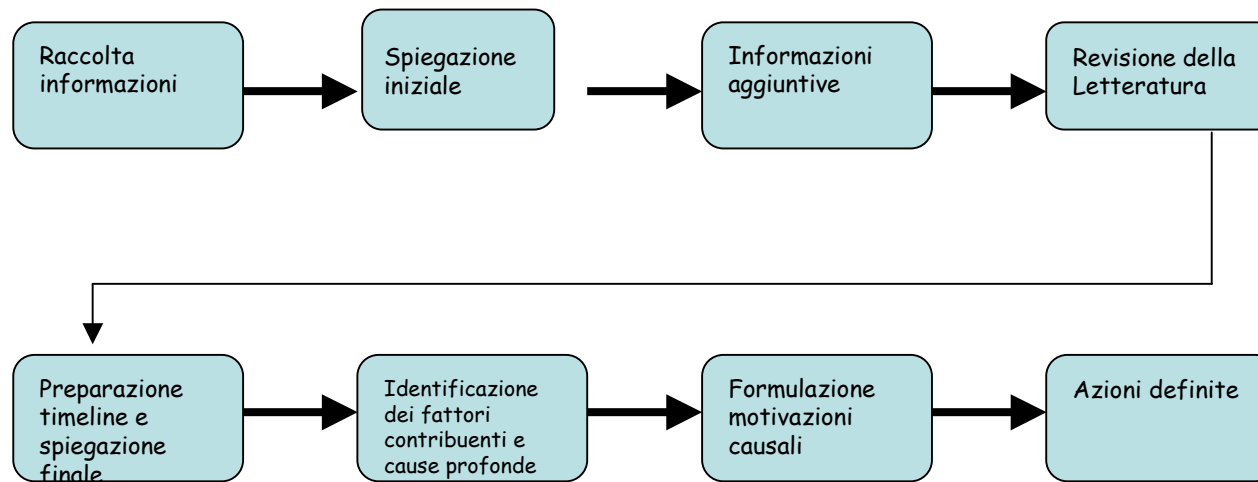 Raccolta
informazioni
Spiegazione
iniziale
Informazioni
aggiuntive
Revisione della
Letteratura
Preparazione
timeline e
spiegazione
finale
Identificazione
dei fattori
contribuenti e
cause profonde
Formulazione
motivazioni
causali
Azioni definite